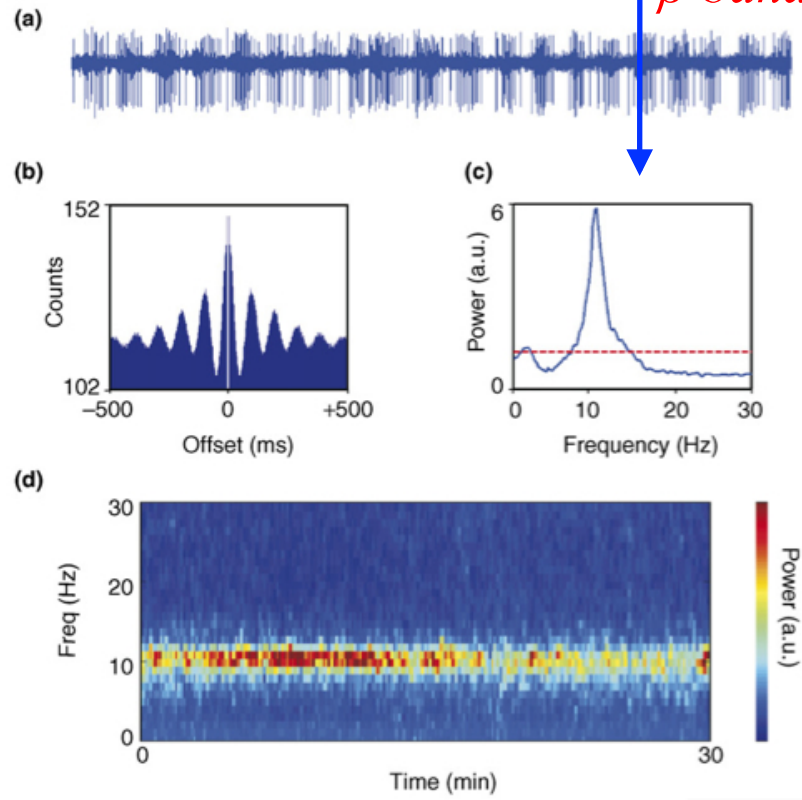 β band
(a)
(b)
152
Counts
102
−500
0
+500
Offset (ms)
(c)
6
Power (a.u.)
0
0
10
20
30
Frequency (Hz)
(d)
30
Freq (Hz)
20
10
0
0
30
Time (min)
Power (a.u.)